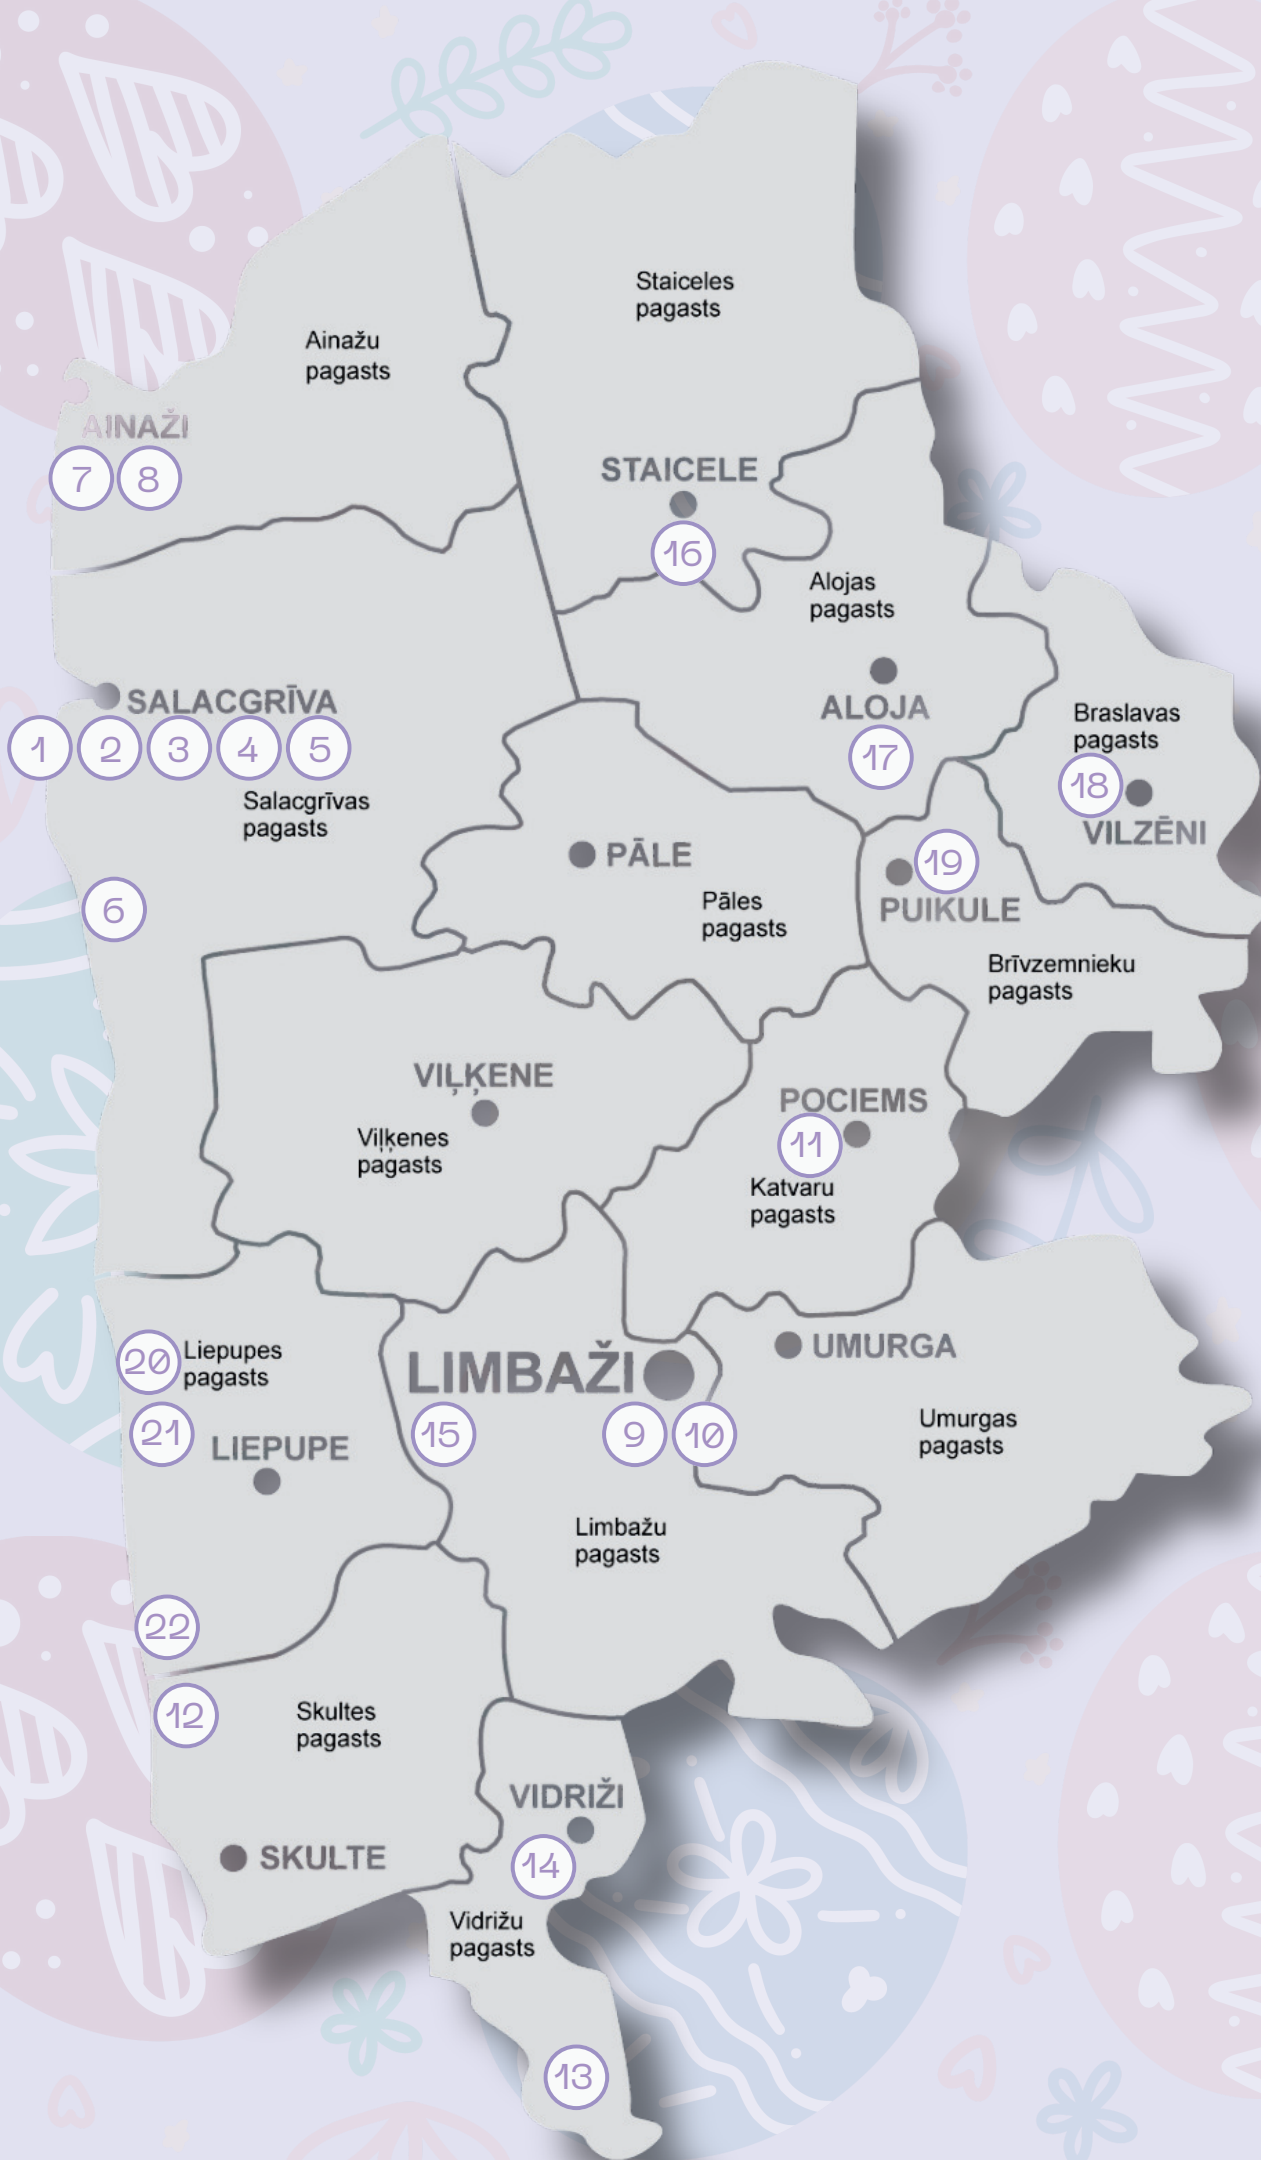 Staiceles
pagasts
Ainažu
pagasts
AINAŽI
7 8
STAICELE
16
Alojas
pagasts
SALACGRĪVA
1 2 3 4 5
Salacgrīvas
pagasts
ALOJA
17
Braslavas
pagasts
18
VILZĒNI
PĀLE
Pāles
pagasts
19
PUIKULE
6
Brīvzemnieku
pagasts
VIĻĶENE
Viļķenes
pagasts
POCIEMS
11
Katvaru
pagasts
20
Liepupes
pagasts
21
LIEPUPE
LIMBAŽI
15 9 10
UMURGA
Umurgas
pagasts
Limbažu
pagasts
22
12
Skultes
pagasts
VIDRIŽI
14
SKULTE
Vidrižu
pagasts
13